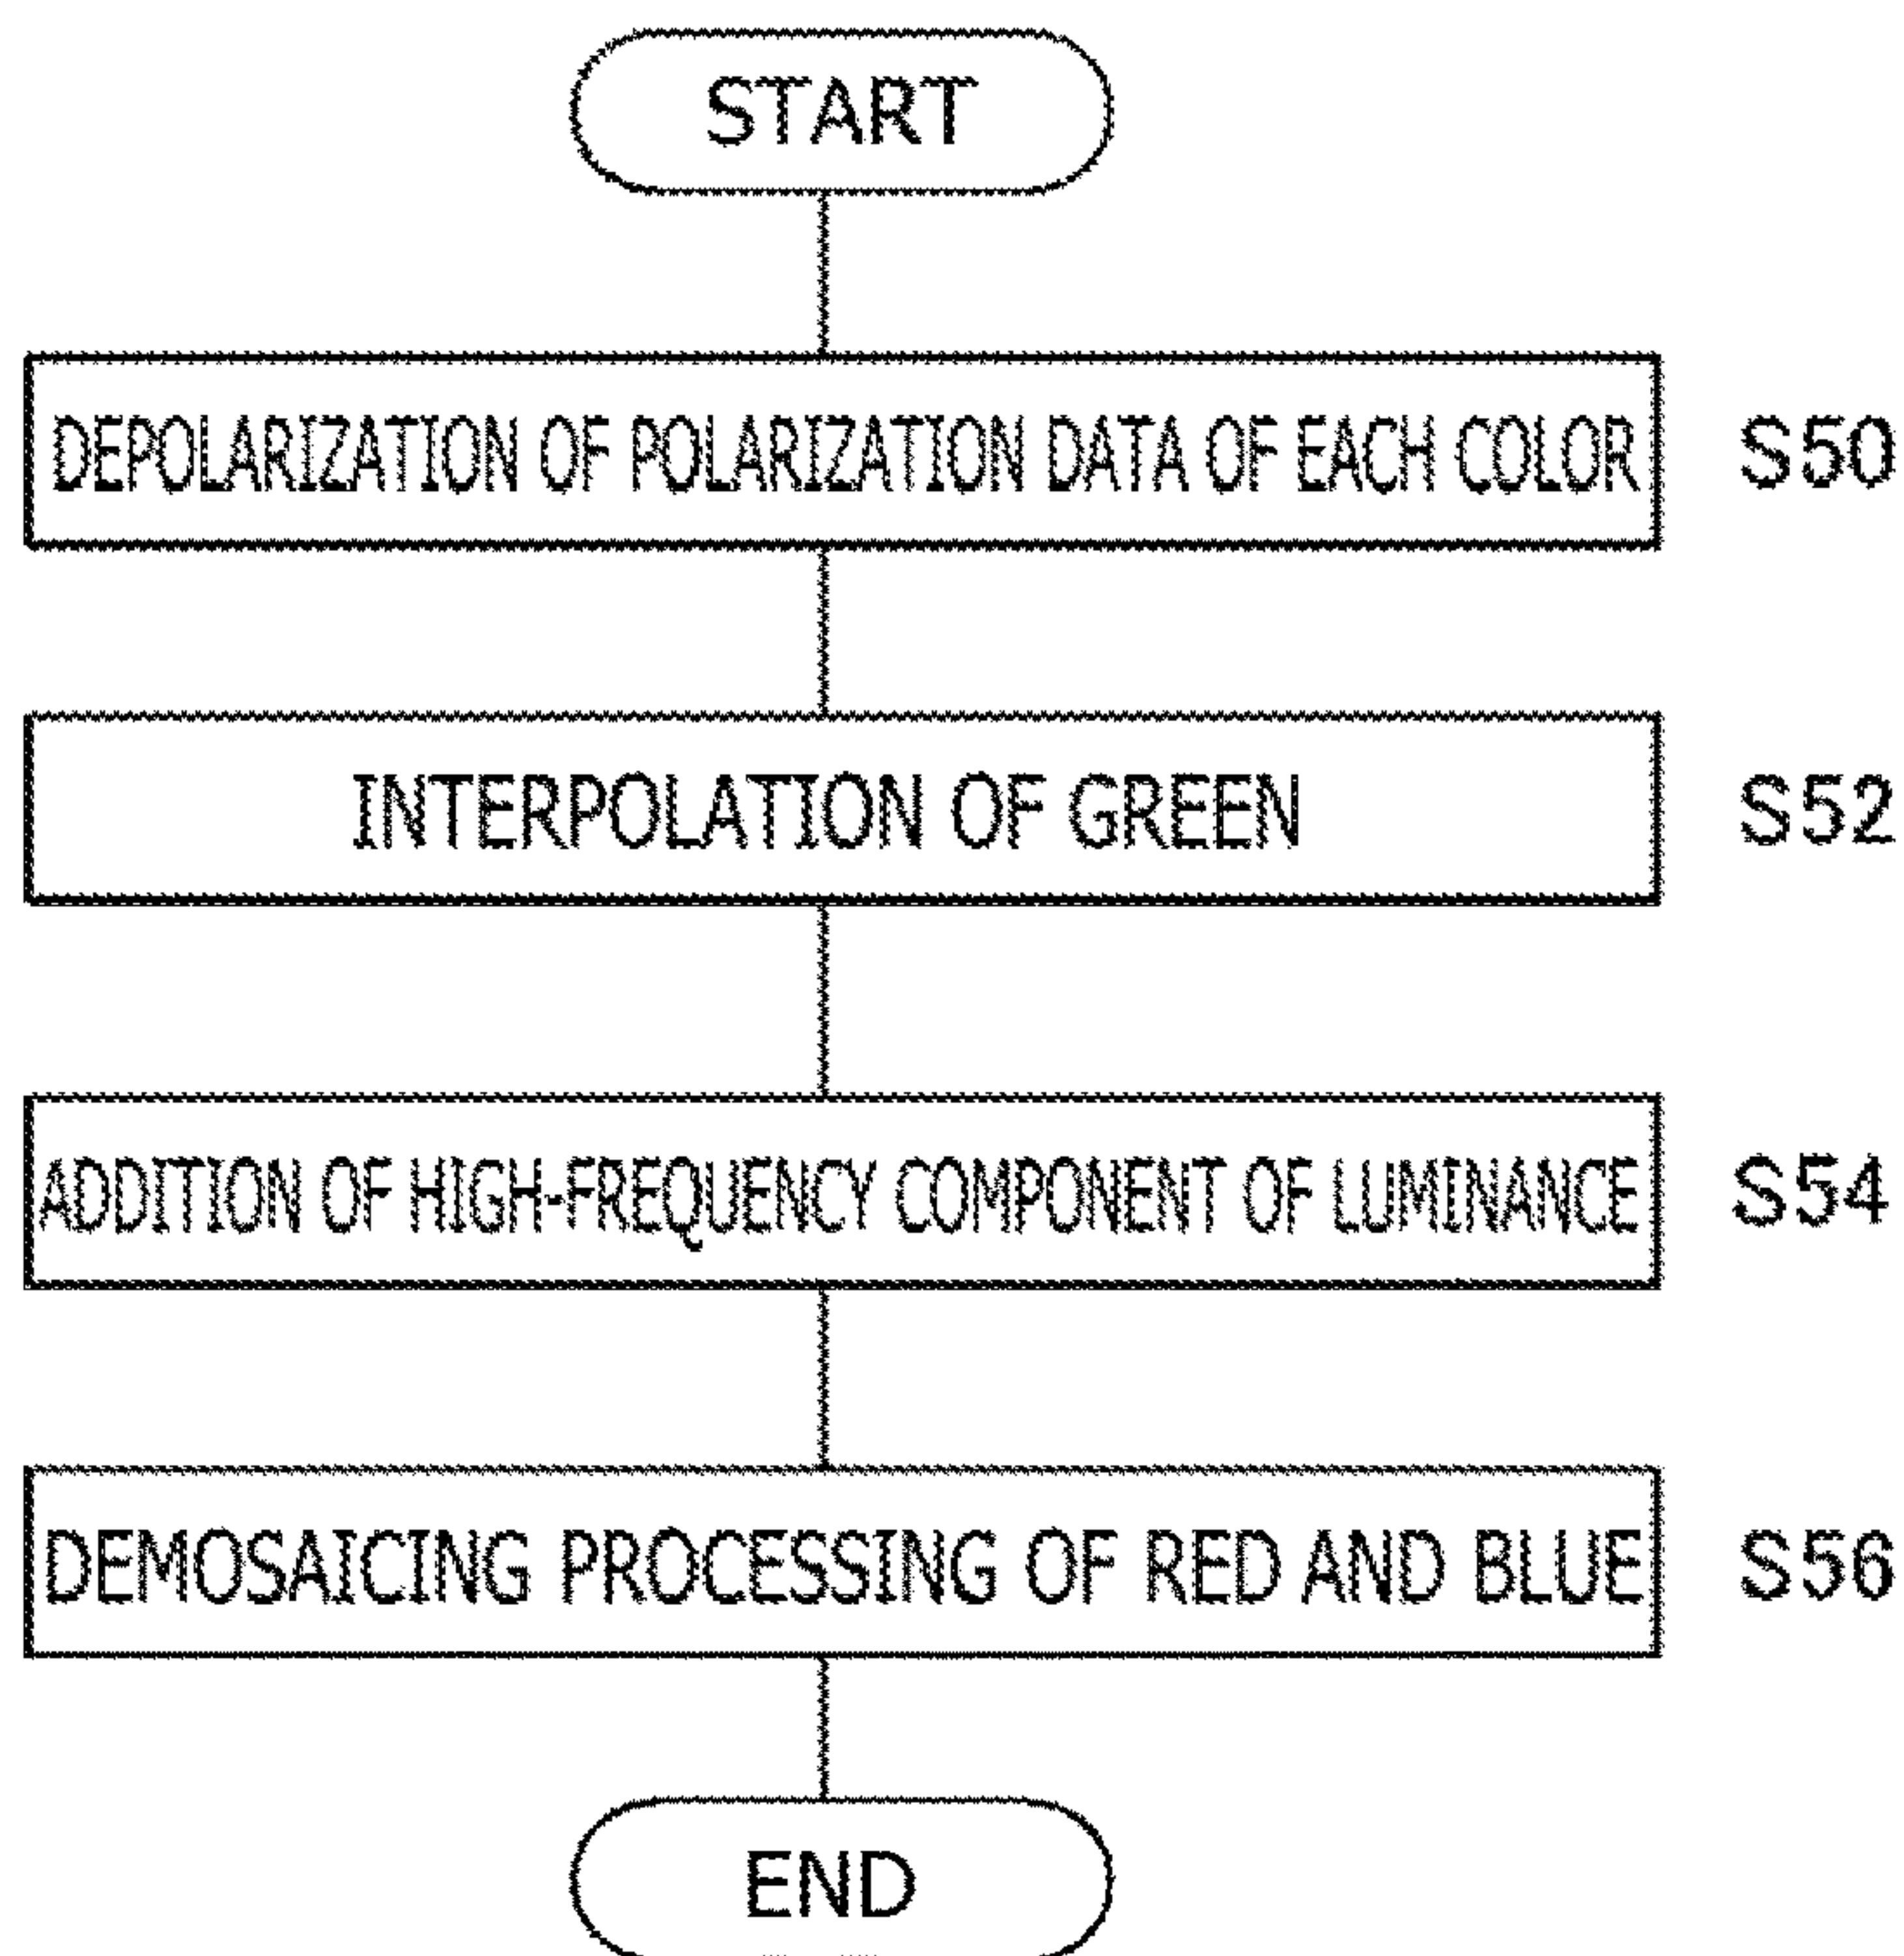 START
DEPOLARIZATION OF POLARIZATION DATA OF EACH COLOR S50
INTERPOLATION OF GREEN S52
ADDITION OF HIGH-FREQUENCY COMPONENT OF LUMINANCE S54
DEMOSAICING PROCESSING OF RED AND BLUE S56
END